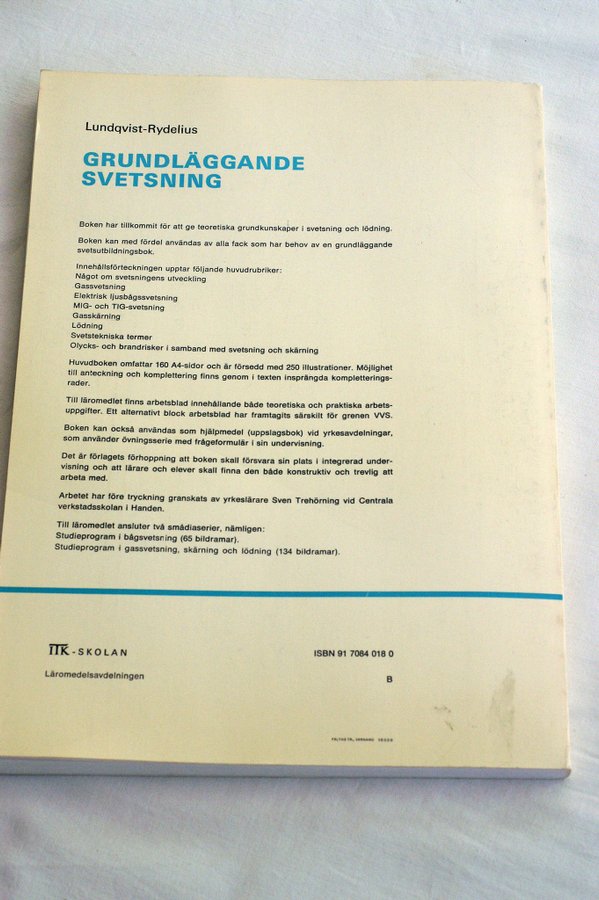 Lundqvist-Rydelius
GRUNDLÄGGANDE
SVETSNING
Boken har tillkommit för att ge teoretiska grundkunskaper i svetsning och lödning.
Boken kan med fördel användas av alla fack som har behov av en grundläggande
svetsutbildningsbok.
Innehållsförteckningen upptar följande huvudrubriker:
Något om svetsningens utveckling
Gassvetsning
Elektrisk ljusbågssvetsning
MIG- och TIG-svetsning
Gasskärning
Lödning
Svetstekniska termer
Olycks- och brandrisker i samband med svetsning och skärning
Huvudboken omfattar 160 A4-sidor och är försedd med 250 illustrationer. Möjlighet
till anteckning och komplettering finns genom i texten insprängda kompletterings-
rader.
Till läromedlet finns arbetsblad innehållande både teoretiska och praktiska arbets-
uppgifter. Ett alternativt block arbetsblad har framtagits särskilt för grenen VVS.
Boken kan också användas som hjälpmedel (uppslagsbok) vid yrkesavdelningar,
som använder övningsserie med frågeformulär i sin undervisning.
Det är förlagets förhoppning att boken skall försvara sin plats i integrerad under-
visning och att lärare och elever skall finna den både konstruktiv och trevlig att
arbeta med.
Arbetet har före tryckning granskats av yrkeslärare Sven Trehörning vid Centrala
verkstadsskolan i Handen.
Till läromedlet ansluter två småbildserier, nämligen:
Studieprogram i bågsvetsning (65 bildramar).
Studieprogram i gassvetsning, skärning och lödning (134 bildramar).
ITK-SKOLAN
ISBN 91 7084 018 0
Läromedelsavdelningen
B